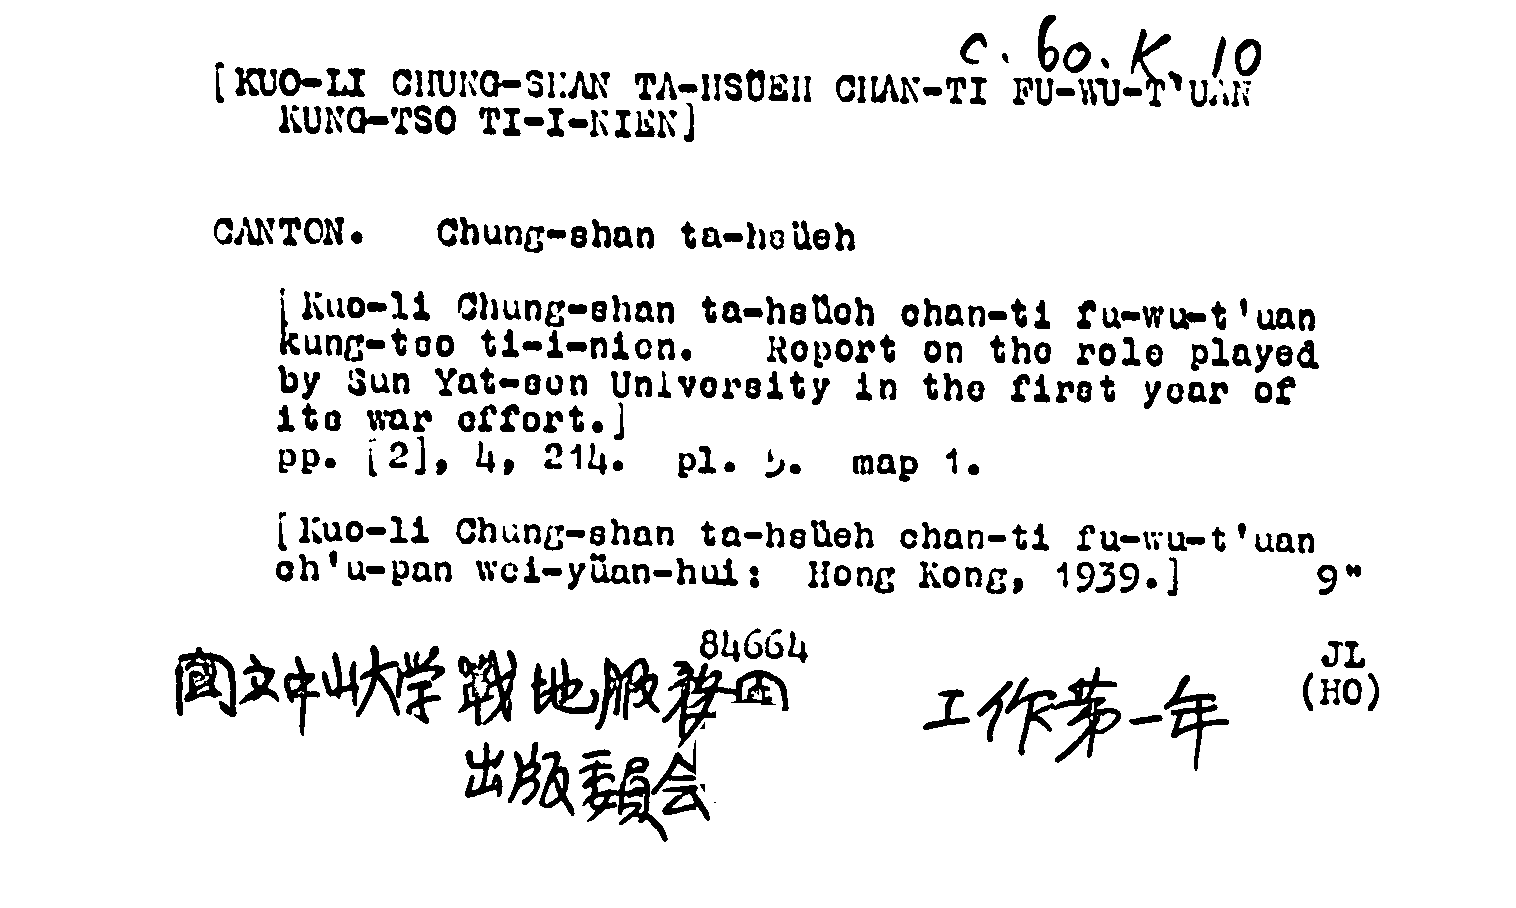 C. 60. K. 10
[KUO-LI CHUNG-SHAN TA-HSÜEH CHAN-TI FU-WU-T'UAN
KUNG-TSO TI-I-NIEN]
CANTON. Chung-shan ta-hsüeh
[Kuo-li Chung-shan ta-hsüeh chan-ti fu-wu-t'uan
kung-tso ti-i-nien. Report on the role played
by Sun Yat-sen University in the first year of
its war effort.]
pp. [2], 4, 214. pl. 5. map 1.
[Kuo-li Chung-shan ta-hsüeh chan-ti fu-wu-t'uan
ch'u-pan wei-yüan-hui: Hong Kong, 1939.] 9"
84664
JL
國立中山大学戰地服務团 工作第一年
(HO)
出版委員会